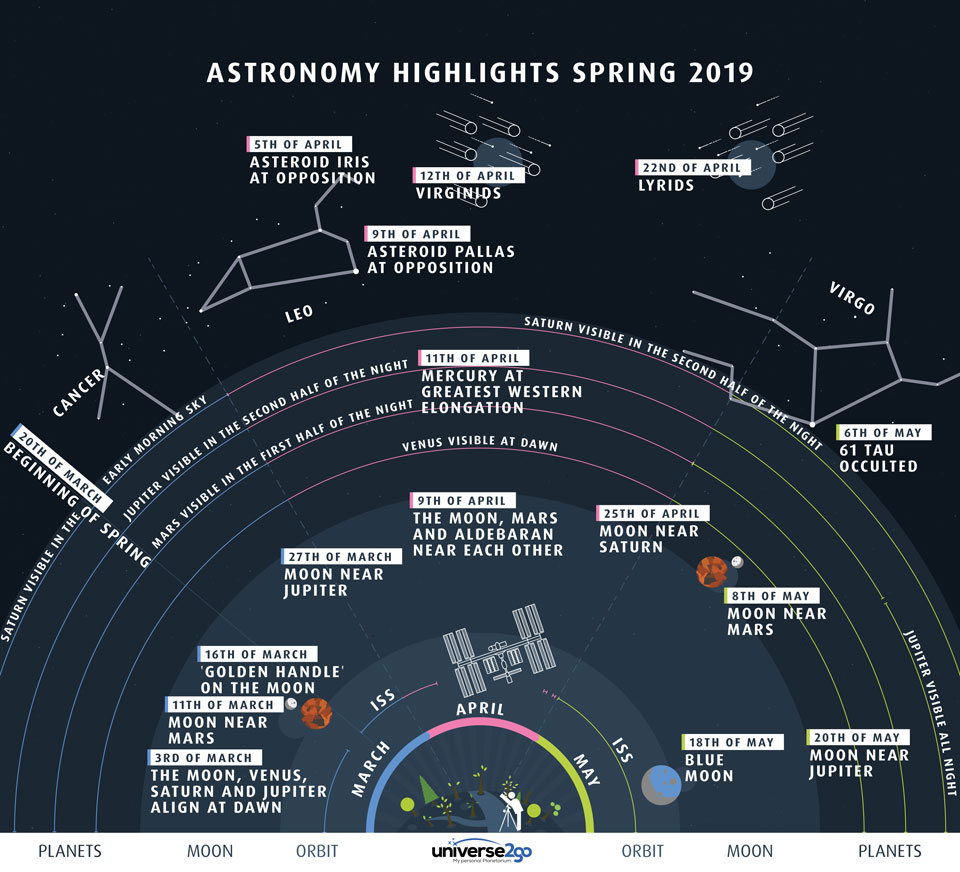 ASTRONOMY HIGHLIGHTS SPRING 2019
5TH OF APRIL
ASTEROID IRIS
AT OPPOSITION
12TH OF APRIL
VIRGINIDS
22ND OF APRIL
LYRIDS
9TH OF APRIL
ASTEROID PALLAS
AT OPPOSITION
LEO
VIRGO
CANCER
20TH OF MARCH
BEGINNING OF SPRING
SATURN VISIBLE IN THE EARLY MORNING SKY
SATURN VISIBLE IN THE SECOND HALF OF THE NIGHT
JUPITER VISIBLE IN THE SECOND HALF OF THE NIGHT
MARS VISIBLE IN THE FIRST HALF OF THE NIGHT
VENUS VISIBLE AT DAWN
JUPITER VISIBLE ALL NIGHT
11TH OF APRIL
MERCURY AT
GREATEST WESTERN
ELONGATION
6TH OF MAY
61 TAU
OCCULTED
9TH OF APRIL
THE MOON, MARS
AND ALDEBARAN
NEAR EACH OTHER
25TH OF APRIL
MOON NEAR
SATURN
27TH OF MARCH
MOON NEAR
JUPITER
8TH OF MAY
MOON NEAR
MARS
16TH OF MARCH
'GOLDEN HANDLE'
ON THE MOON
11TH OF MARCH
MOON NEAR
MARS
3RD OF MARCH
THE MOON, VENUS,
SATURN AND JUPITER
ALIGN AT DAWN
ISS
ISS
MARCH
APRIL
MAY
18TH OF MAY
BLUE
MOON
20TH OF MAY
MOON NEAR
JUPITER
PLANETS
MOON
ORBIT
universe2go
My personal Planetarium.
ORBIT
MOON
PLANETS